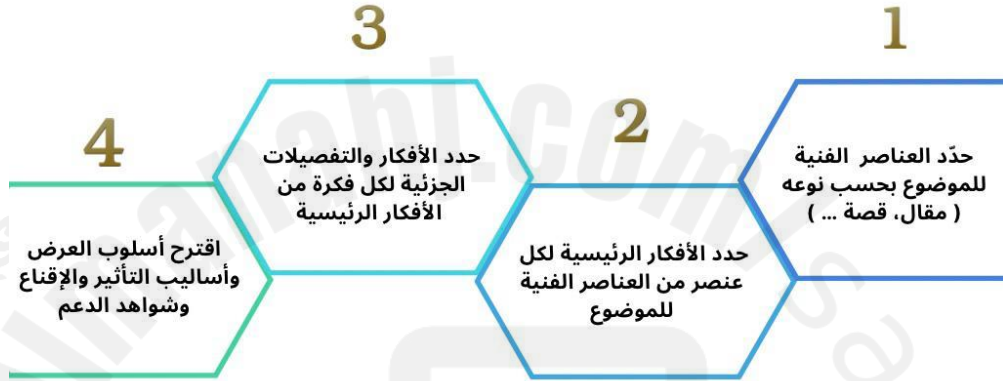 1
حدّد العناصر الفنية
للموضوع بحسب نوعه
( مقال، قصة ... )
2
حدد الأفكار الرئيسية لكل
عنصر من العناصر الفنية
للموضوع
3
حدد الأفكار والتفصيلات
الجزئية لكل فكرة من
الأفكار الرئيسية
4
اقترح أسلوب العرض
وأساليب التأثير والإقناع
وشواهد الدعم